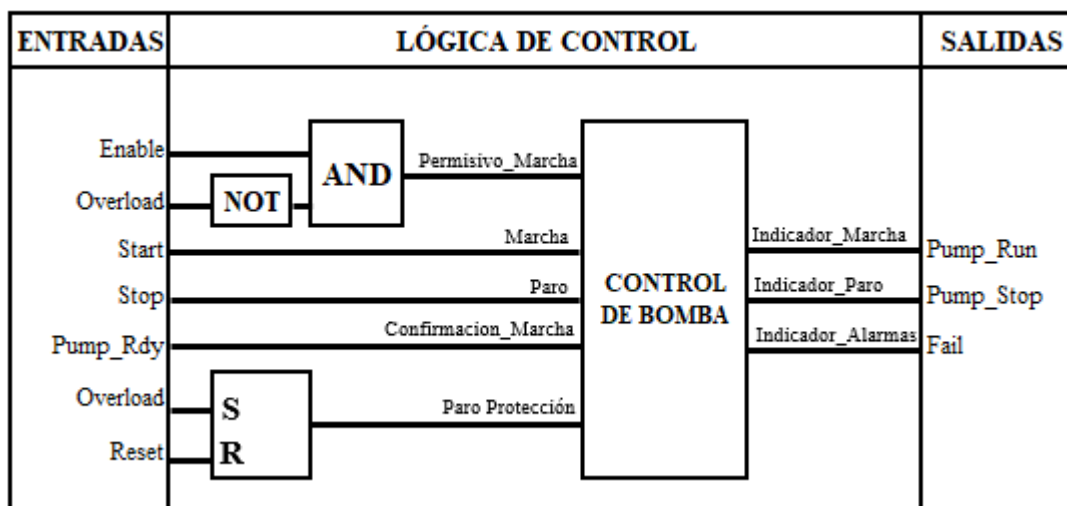 ENTRADAS
LÓGICA DE CONTROL
SALIDAS
Enable
Overload
NOT
AND
Permisivo_Marcha
Start
Marcha
Stop
Paro
Pump_Rdy
Confirmacion_Marcha
Overload
Reset
S
R
Paro Protección
CONTROL
DE BOMBA
Indicador_Marcha
Pump_Run
Indicador_Paro
Pump_Stop
Indicador_Alarmas
Fail